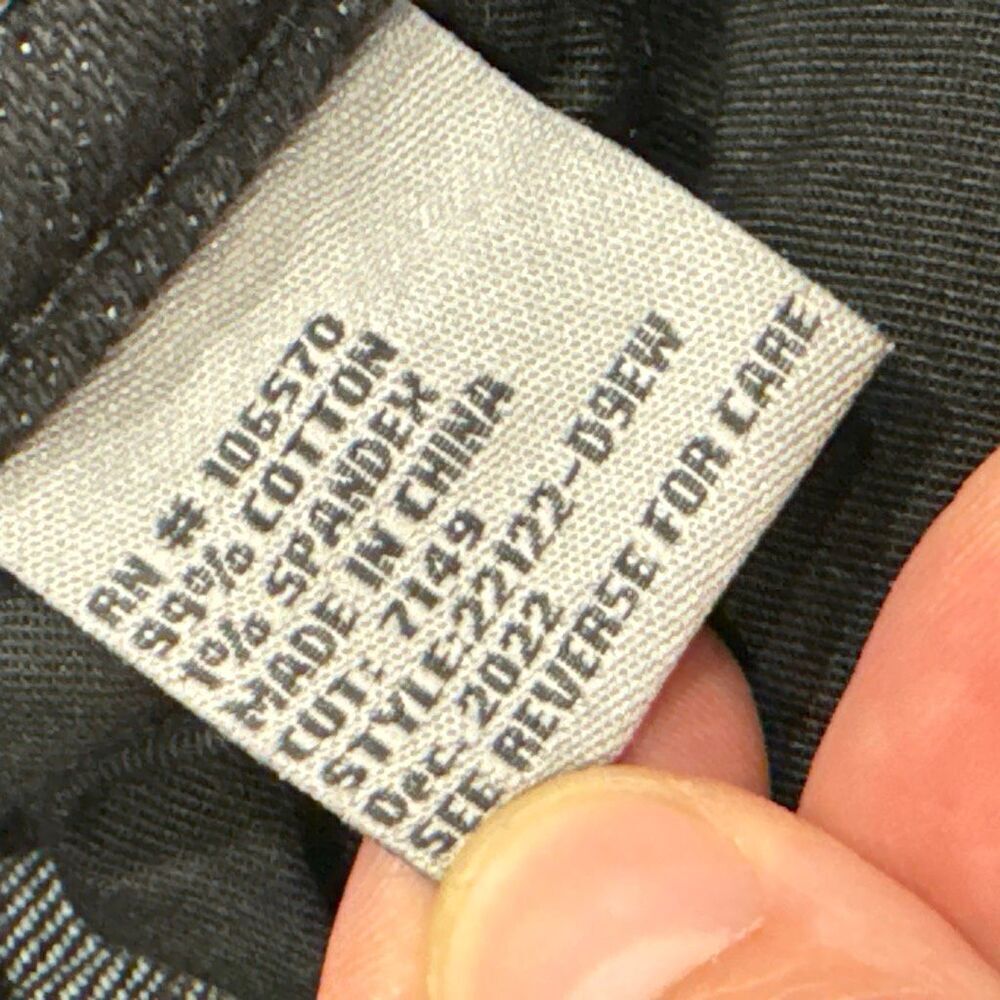 RN # 106570
99% COTTON
1% SPANDEX
MADE IN CHINA
CUT: 7149
STYLE:22122-D9EW
Dec. 2022
SEE REVERSE FOR CARE